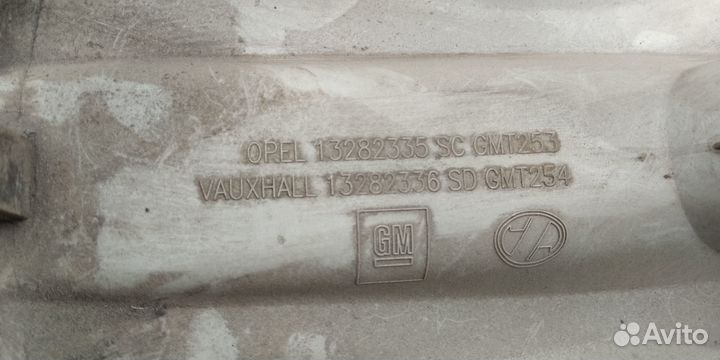 OPEL 13282335 SC GMT253
VAUXHALL 13282336 SD GMT254
GM
Avito